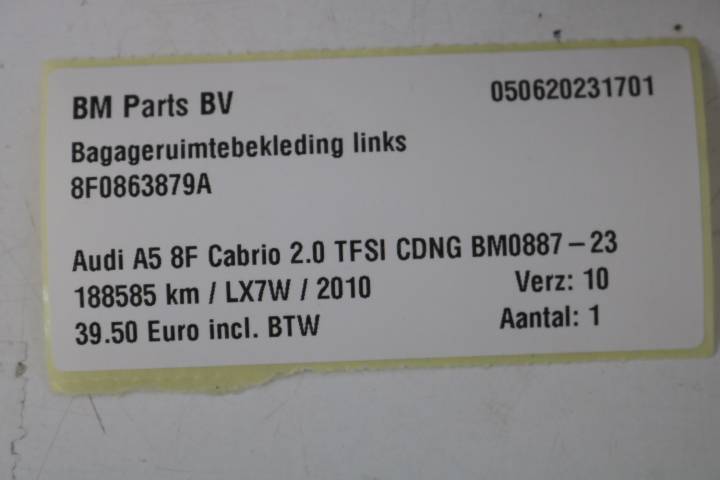 BM Parts BV 050620231701
Bagageruimtebekleding links
8F0863879A
Audi A5 8F Cabrio 2.0 TFSI CDNG BM0887-23
188585 km / LX7W / 2010 Verz: 10
39.50 Euro incl. BTW Aantal: 1